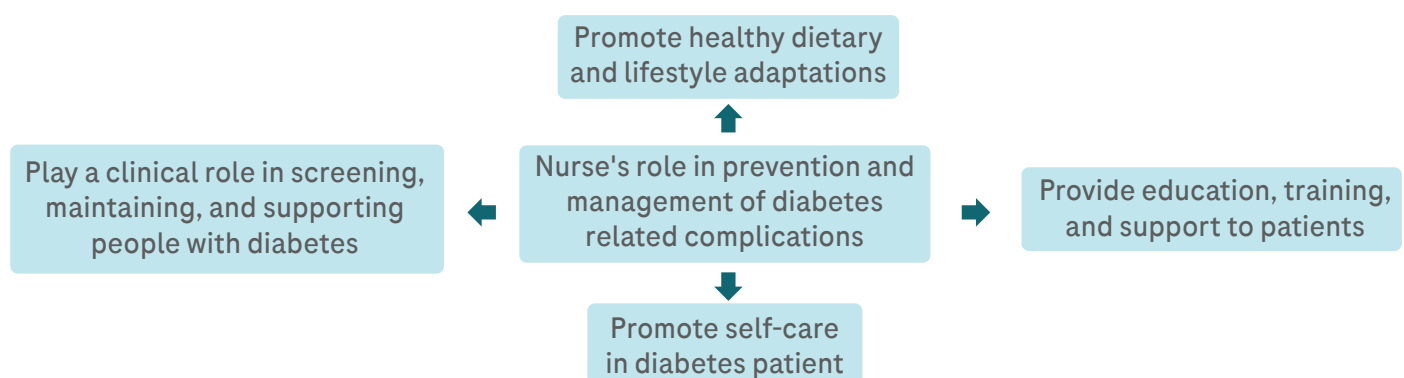 Promote healthy dietary
and lifestyle adaptations
Play a clinical role in screening,
maintaining, and supporting
people with diabetes
Nurse's role in prevention and
management of diabetes
related complications
Provide education, training,
and support to patients
Promote self-care
in diabetes patient